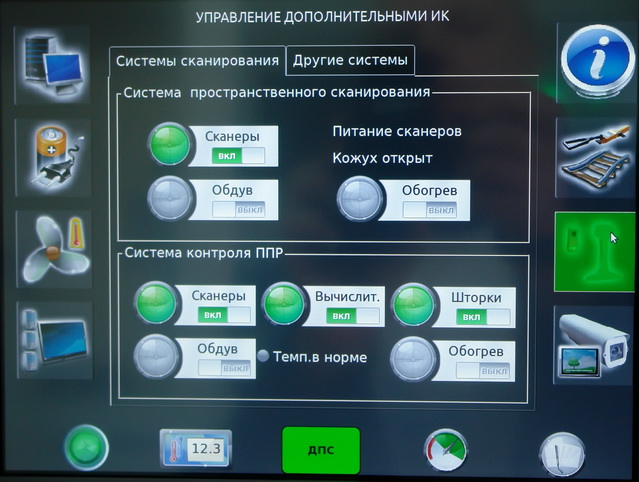 УПРАВЛЕНИЕ ДОПОЛНИТЕЛЬНЫМИ ИК
Системы сканирования
Другие системы
Система пространственного сканирования
Сканеры
ВКЛ
Питание сканеров
Кожух открыт
Обдув
ВЫКЛ
Обогрев
ВЫКЛ
Система контроля ППР
Сканеры
ВКЛ
Вычислит.
ВКЛ
Шторки
ВКЛ
Обдув
ВЫКЛ
Темп.в норме
Обогрев
ВЫКЛ
12.3
ДПС